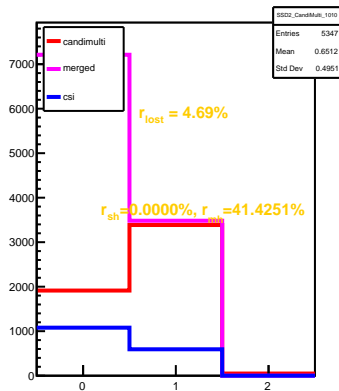 SSD2_CandiMulti_1010
Entries 5347
Mean 0.6512
Std Dev 0.4951
candimulti
merged
csi
r_lost = 4.69%
r_sh=0.0000%, r =41.4251%
7000
6000
5000
4000
3000
2000
1000
0
0 1 2